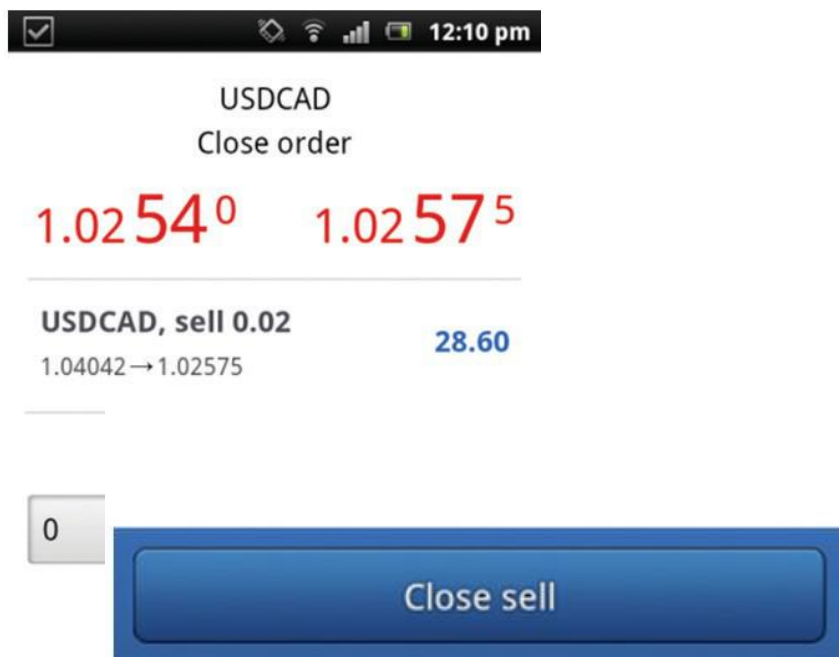 12:10 pm
USDCAD
Close order
1.02540 1.02575
USDCAD, sell 0.02
28.60
1.04042→1.02575
0
Close sell